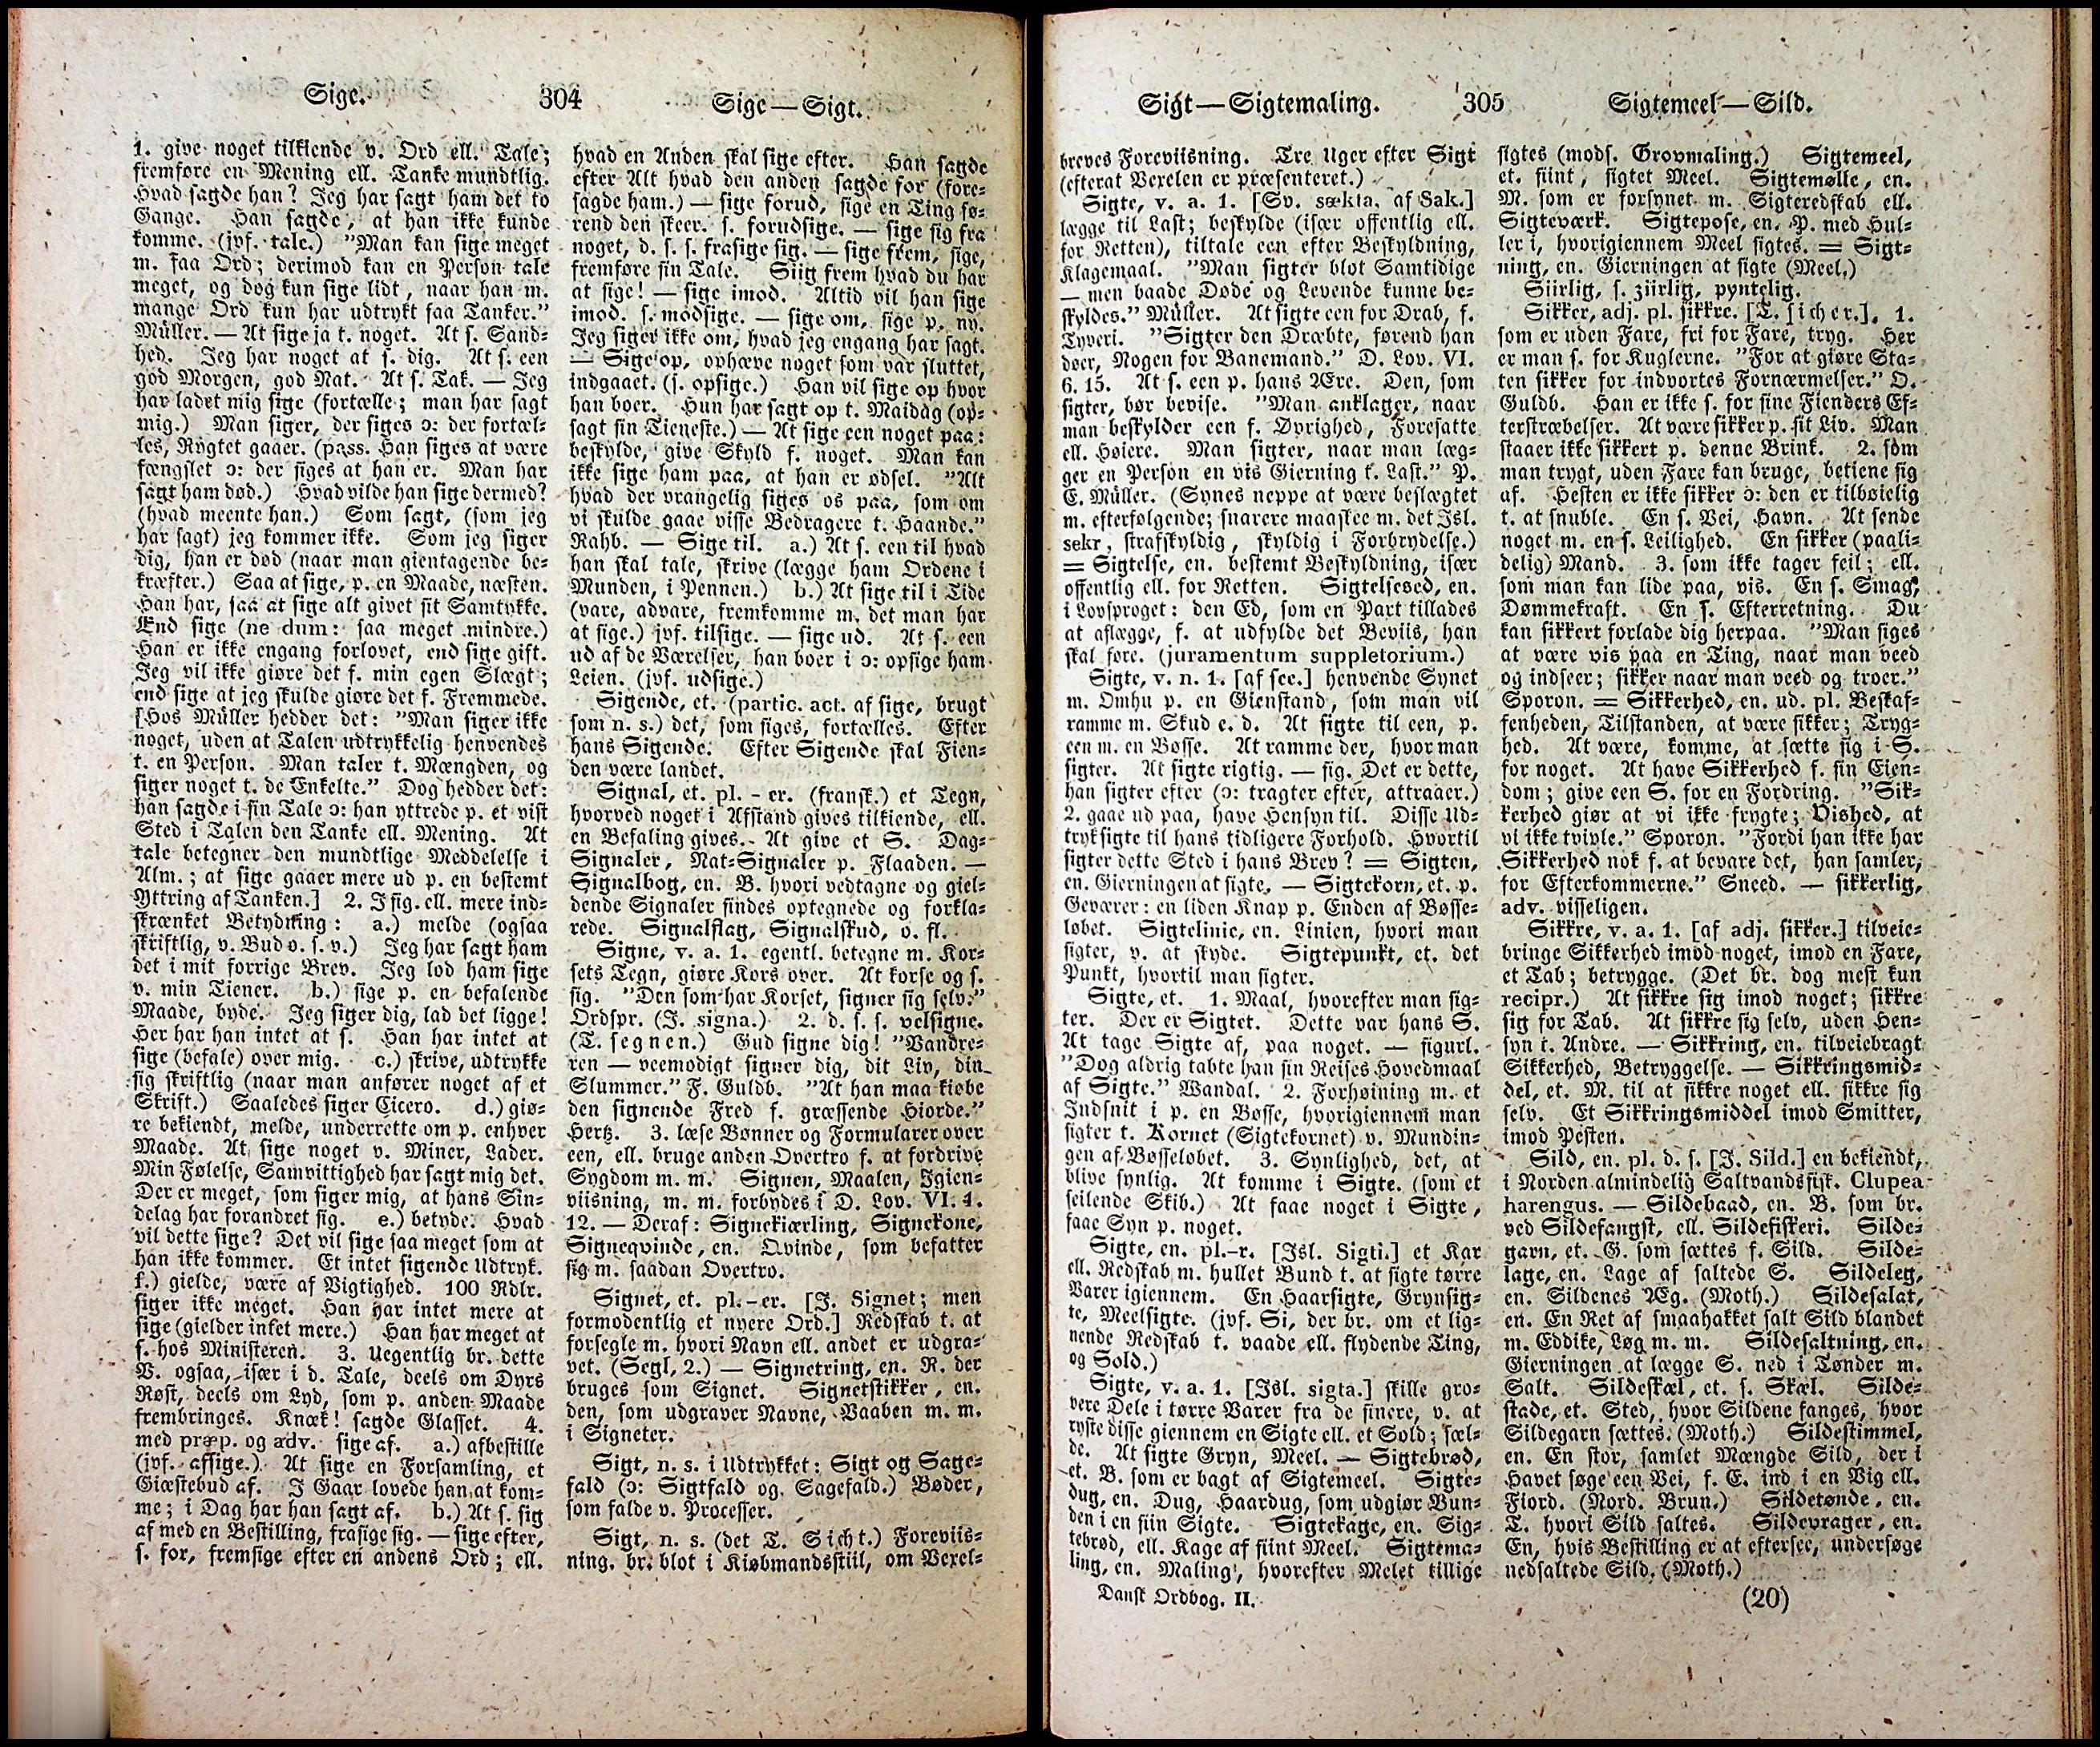 Sige. 304 Sige — Sigt.
1. give noget tilkiende v. Ord ell. Tale;
fremføre en Mening ell. Tanke mundtlig.
Hvad sagde han? Jeg har sagt ham det to
Gange. Han sagde, at han ikke kunde
komme. (jvf. tale.) "Man kan sige meget
m. faa Ord; derimod kan en Person tale
meget, og dog kun sige lidt, naar han m.
mange Ord kun har udtrykt faa Tanker."
Müller. — At sige ja t. noget. At s. Sand-
hed. Jeg har noget at s. dig. At s. een
god Morgen, god Nat. At s. Tak. — Jeg
har ladet mig sige (fortælle; man har sagt
mig.) Man siger, der siges ɔ: der fortæl-
les, Rygtet gaaer. (pass. Han siges at være
fængslet ɔ: der siges at han er. Man har
sagt ham død.) Hvad vilde han sige dermed?
(hvad meente han.) Som sagt, (som jeg
har sagt) jeg kommer ikke. Som jeg siger
dig, han er død (naar man gientagende be-
kræfter.) Saa at sige, p. en Maade, næsten.
Han har, saa at sige alt givet sit Samtykke.
End sige (ne dum: saa meget mindre.)
Han er ikke engang forlovet, end sige gift.
Jeg vil ikke giøre det f. min egen Slægt;
end sige at jeg skulde giøre det f. Fremmede.
[Hos Müller hedder det: "Man siger ikke
noget, uden at Talen udtrykkelig henvendes
t. en Person. Man taler t. Mængden, og
siger noget t. de Enkelte." Dog hedder det:
han sagde i sin Tale ɔ: han yttrede p. et vist
Sted i Talen den Tanke ell. Mening. At
tale betegner den mundtlige Meddelelse i
Alm.; at sige gaaer mere ud p. en bestemt
Yttring af Tanken.] 2. I fig. ell. mere ind-
skrænket Betydning: a.) melde (ogsaa
skriftlig, v. Bud o. s. v.) Jeg har sagt ham
det i mit forrige Brev. Jeg lod ham sige
v. min Tiener. b.) sige p. en befalende
Maade, byde. Jeg siger dig, lad det ligge!
Her har han intet at s. Han har intet at
sige (befale) over mig. c.) skrive, udtrykke
sig skriftlig (naar man anfører noget af et
Skrift.) Saaledes siger Cicero. d.) giø-
re bekiendt, melde, underrette om p. enhver
Maade. At sige noget v. Miner, Lader.
Min Følelse, Samvittighed har sagt mig det.
Der er meget, som siger mig, at hans Sin-
delag har forandret sig. e.) betyde. Hvad
vil dette sige? Det vil sige saa meget som at
han ikke kommer. Et intet sigende Udtryk.
f.) gielde, være af Vigtighed. 100 Rdlr.
siger ikke meget. Han har intet mere at
sige (gielder intet mere.) Han har meget at
s. hos Ministeren. 3. Uegentlig br. dette
V. ogsaa, især i d. Tale, deels om Dyrs
Røst, deels om Lyd, som p. anden Maade
frembringes. Knæk! sagde Glasset. 4.
med præp. og adv. sige af. a.) afbestille
(jvf. afsige.) At sige en Forsamling, et
Giæstebud af. I Gaar lovede han at kom-
me; i Dag har han sagt af. b.) At s. sig
af med en Bestilling, frasige sig. — sige efter,
s. for, fremsige efter en andens Ord; ell.
hvad en Anden skal sige efter. Han sagde
efter Alt hvad den anden sagde for (fore-
sagde ham.) — sige forud, sige en Ting fø-
rend den skeer. s. forudsige. — sige sig fra
noget, d. s. s. frasige sig. — sige frem, sige,
fremføre sin Tale. Siig frem hvad du har
at sige! — sige imod. Altid vil han sige
imod. s. modsige. — sige om, sige p. ny.
Jeg siger ikke om, hvad jeg engang har sagt.
— Sige op, ophæve noget som var sluttet,
indgaaet. (s. opsige.) Han vil sige op hvor
han boer. Hun har sagt op t. Maidag (op-
sagt sin Tieneste.) — At sige een noget paa:
beskylde, give Skyld f. noget. Man kan
ikke sige ham paa, at han er ødsel. "Alt
hvad der vrangelig siges os paa, som om
vi skulde gaae visse Bedragere t. Haande."
Rahb. — Sige til. a.) At s. een til hvad
han skal tale, skrive (lægge ham Ordene i
Munden, i Pennen.) b.) At sige til i Tide
(vare, advare, fremkomme m. det man har
at sige.) jvf. tilsige. — sige ud. At s. een
ud af de Værelser, han boer i ɔ: opsige ham
Leien. (jvf. udsige.)
Sigende, et. (partic. act. af sige, brugt
som n. s.) det, som siges, fortælles. Efter
hans Sigende. Efter Sigende skal Fien-
den være landet.
Signal, et. pl. - er. (fransk.) et Tegn,
hvorved noget i Afstand gives tilkiende, ell.
en Befaling gives. At give et S. Dag-
Signaler, Nat-Signaler p. Flaaden. —
Signalbog, en. B. hvori vedtagne og giel-
dende Signaler findes optegnede og forkla-
rede. Signalflag, Signalskud, o. fl.
Signe, v. a. 1. egentl. betegne m. Kor-
sets Tegn, giøre Kors over. At korse og s.
sig. "Den som har Korset, signer sig selv."
Ordspr. (I. signa.) 2. d. s. s. velsigne.
(T. segnen.) Gud signe dig! "Vandre-
ren — veemodigt signer dig, dit Liv, din
Slummer." F. Guldb. "At han maa kiøbe
den signende Fred f. græssende Hiorde."
Hertz. 3. læse Bønner og Formularer over
een, ell. bruge anden Overtro f. at fordrive
Sygdom m. m. Signen, Maalen, Igien-
viisning, m. m. forbydes i D. Lov. VI. 1.
12. — Deraf: Signekiærling, Signekone,
Signeqvinde, en. Qvinde, som befatter
sig m. saadan Overtro.
Signet, et. pl. - er. [I. Signet; men
formodentlig et nyere Ord.] Redskab t. at
forsegle m. hvori Navn ell. andet er udgra-
vet. (Segl, 2.) — Signetring, en. R. der
bruges som Signet. Signetstikker, en.
den, som udgraver Navne, Vaaben m. m.
i Signeter.
Sigt, n. s. i Udtrykket: Sigt og Sage-
fald (ɔ: Sigtfald og Sagefald.) Bøder,
som falde v. Processer.
Sigt, n. s. (det T. Sicht.) Foreviis-
ning. br. blot i Kiøbmandsstiil, om Vexel-
Sigt — Sigtemaling. 305 Sigtemeel — Sild.
breves Foreviisning. Tre Uger efter Sigt
(efterat Vexelen er præsenteret.)
Sigte, v. a. 1. [Sv. sækta, af Sak.]
lægge til Last; beskylde (især offentlig ell.
for Retten), tiltale een efter Beskyldning,
Klagemaal. "Man sigter blot Samtidige
— men baade Døde og Levende kunne be-
skyldes." Müller. At sigte een for Drab, f.
Tyveri. "Sigter den Dræbte, førend han
døer, Nogen for Banemand." D. Lov. VI.
6. 15. At s. een p. hans Ære. Den, som
sigter, bør bevise. "Man anklager, naar
man beskylder een f. Øvrighed, Foresatte
ell. Høiere. Man sigter, naar man læg-
ger en Person en vis Gierning t. Last." P.
E. Müller. (Synes neppe at være beslægtet
m. efterfølgende; snarere maaskee m. det Isl.
sekr, strafskyldig, skyldig i Forbrydelse.)
= Sigtelse, en. bestemt Beskyldning, især
offentlig ell. for Retten. Sigtelsesed, en.
i Lovsproget: den Ed, som en Part tillades
at aflægge, f. at udfylde det Beviis, han
skal føre. (juramentum suppletorium.)
Sigte, v. n. 1. [af see.] henvende Synet
m. Omhu p. en Gienstand, som man vil
ramme m. Skud e. d. At sigte til een, p.
een m. en Bøsse. At ramme der, hvor man
sigter. At sigte rigtig. — fig. Det er dette,
han sigter efter (ɔ: tragter efter, attraaer.)
2. gaae ud paa, have Hensyn til. Disse Ud-
tryk sigte til hans tidligere Forhold. Hvortil
sigter dette Sted i hans Brev? = Sigten,
en. Gierningen at sigte. — Sigtekorn, et. p.
Geværer: en liden Knap p. Enden af Bøsse-
løbet. Sigtelinie, en. Linien, hvori man
sigter, v. at skyde. Sigtepunkt, et. det
Punkt, hvortil man sigter.
Sigte, et. 1. Maal, hvorefter man sig-
ter. Der er Sigtet. Dette var hans S.
At tage Sigte af, paa noget. — figurl.
"Dog aldrig tabte han sin Reises Hovedmaal
af Sigte." Wandal. 2. Forhøining m. et
Indsnit i p. en Bøsse, hvorigiennem man
sigter t. Kornet (Sigtekornet) v. Mundin-
gen af Bøsseløbet. 3. Synlighed, det, at
blive synlig. At komme i Sigte. (som et
seilende Skib.) At faae noget i Sigte,
faae Syn p. noget.
Sigte, en. pl.-r. [Isl. Sigti.] et Kar
ell. Redskab m. hullet Bund t. at sigte tørre
Varer igiennem. En Haarsigte, Grynsig-
te, Meelsigte. (jvf. Si, der br. om et lig-
nende Redskab t. vaade ell. flydende Ting,
og Sold.)
Sigte, v. a. 1. [Isl. sigta.] skille gro-
vere Dele i tørre Varer fra de finere, v. at
ryste disse giennem en Sigte ell. et Sold; sæl-
de. At sigte Gryn, Meel. — Sigtebrød,
et. B. som er bagt af Sigtemeel. Sigte-
dug, en. Dug, Haardug, som udgiør Bun-
den i en fiin Sigte. Sigtekage, en. Sig-
tebrød, ell. Kage af fiint Meel. Sigtema-
ling, en. Maling, hvorefter Melet tillige
Dansk Ordbog. II.
sigtes (mods. Grovmaling.) Sigtemeel,
et. fiint, sigtet Meel. Sigtemølle, en.
M. som er forsynet m. Sigteredskab ell.
Sigteværk. Sigtepose, en. P. med Hul-
ler i, hvorigiennem Meel sigtes. = Sigt-
ning, en. Gierningen at sigte (Meel.)
Siirlig, s. ziirlig, pyntelig.
Sikker, adj. pl. sikkre. [T. sicher.]. 1.
som er uden Fare, fri for Fare, tryg. Her
er man s. for Kuglerne. "For at giøre Sta-
ten sikker for indvortes Fornærmelser." O.
Guldb. Han er ikke s. for sine Fienders Ef-
terstræbelser. At være sikker p. sit Liv. Man
staaer ikke sikkert p. denne Brink. 2. som
man trygt, uden Fare kan bruge, betiene sig
af. Hesten er ikke sikker ɔ: den er tilbøielig
t. at snuble. En s. Vei, Havn. At sende
noget m. en s. Leilighed. En sikker (paali-
delig) Mand. 3. som ikke tager feil; ell.
som man kan lide paa, vis. En s. Smag,
Dømmekraft. En s. Efterretning. Du
kan sikkert forlade dig herpaa. "Man siges
at være vis paa en Ting, naar man veed
og indseer; sikker naar man veed og troer."
Sporon. = Sikkerhed, en. ud. pl. Beskaf-
fenheden, Tilstanden, at være sikker; Tryg-
hed. At være, komme, at sætte sig i S.
for noget. At have Sikkerhed f. sin Eien-
dom; give een S. for en Fordring. "Sik-
kerhed giør at vi ikke frygte; Vished, at
vi ikke tvivle." Sporon. "Fordi han ikke har
Sikkerhed nok f. at bevare det, han samler,
for Efterkommerne." Sneed. — sikkerlig,
adv. visseligen.
Sikkre, v. a. 1. [af adj. sikker.] tilveie-
bringe Sikkerhed imod noget, imod en Fare,
et Tab; betrygge. (Det br. dog mest kun
recipr.) At sikkre sig imod noget; sikkre
sig for Tab. At sikkre sig selv, uden Hen-
syn t. Andre. — Sikkring, en. tilveiebragt
Sikkerhed, Betryggelse. — Sikkringsmid-
del, et. M. til at sikkre noget ell. sikkre sig
selv. Et Sikkringsmiddel imod Smitter,
imod Pesten.
Sild, en. pl. d. s. [I. Sild.] en bekiendt,
i Norden almindelig Saltvandsfisk. Clupea
harengus. — Sildebaad, en. B. som br.
ved Sildefangst, ell. Sildefiskeri. Silde-
garn, et. G. som sættes f. Sild. Silde-
lage, en. Lage af saltede S. Sildeleg,
en. Sildenes Æg. (Moth.) Sildesalat,
en. En Ret af smaahakket salt Sild blandet
m. Eddike, Løg m. m. Sildesaltning, en.
Gierningen at lægge S. ned i Tønder m.
Salt. Sildeskæl, et. s. Skæl. Silde-
stade, et. Sted, hvor Sildene fanges, hvor
Sildegarn sættes. (Moth.) Sildestimmel,
en. En stor, samlet Mængde Sild, der i
Havet søge een Vei, f. E. ind i en Vig ell.
Fiord. (Nord. Brun.) Sildetønde, en.
T. hvori Sild saltes. Sildevrager, en.
En, hvis Bestilling er at eftersee, undersøge
nedsaltede Sild. (Moth.)
(20)